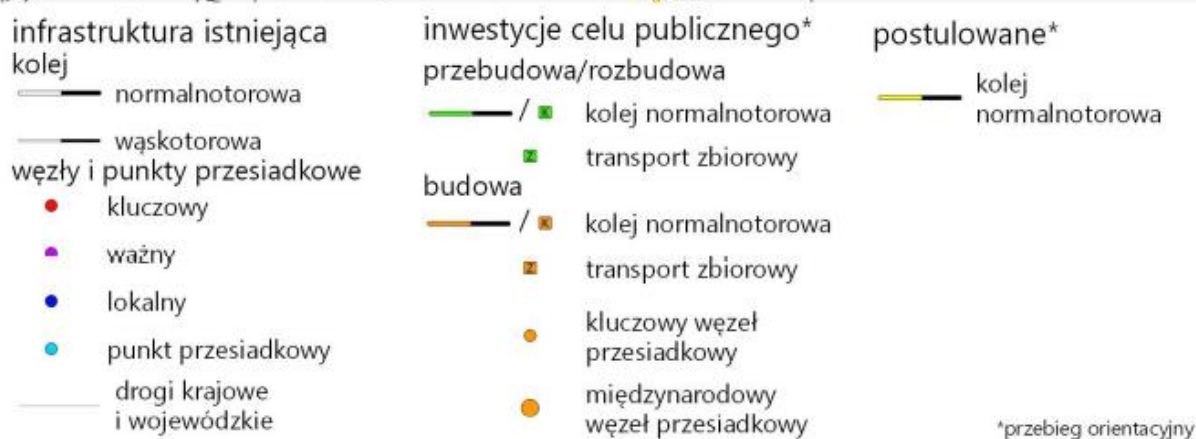 infrastruktura istniejąca
kolej
normalnotorowa
wąskotorowa
węzły i punkty przesiadkowe
kluczowy
ważny
lokalny
punkt przesiadkowy
drogi krajowe
i wojewódzkie
inwestycje celu publicznego*
przebudowa/rozbudowa
/ K kolej normalnotorowa
Z transport zbiorowy
budowa
/ K kolej normalnotorowa
Z transport zbiorowy
kluczowy węzeł
przesiadkowy
międzynarodowy
węzeł przesiadkowy
postulowane*
kolej
normalnotorowa
*przebieg orientacyjny